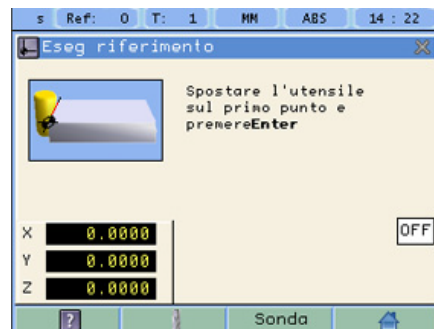 s Ref: 0 T: 1 MM ABS 14 : 22
Eseg riferimento
Spostare l'utensile
sul primo punto e
premereEnter
OFF
X 0.0000
Y 0.0000
Z 0.0000
? Sonda